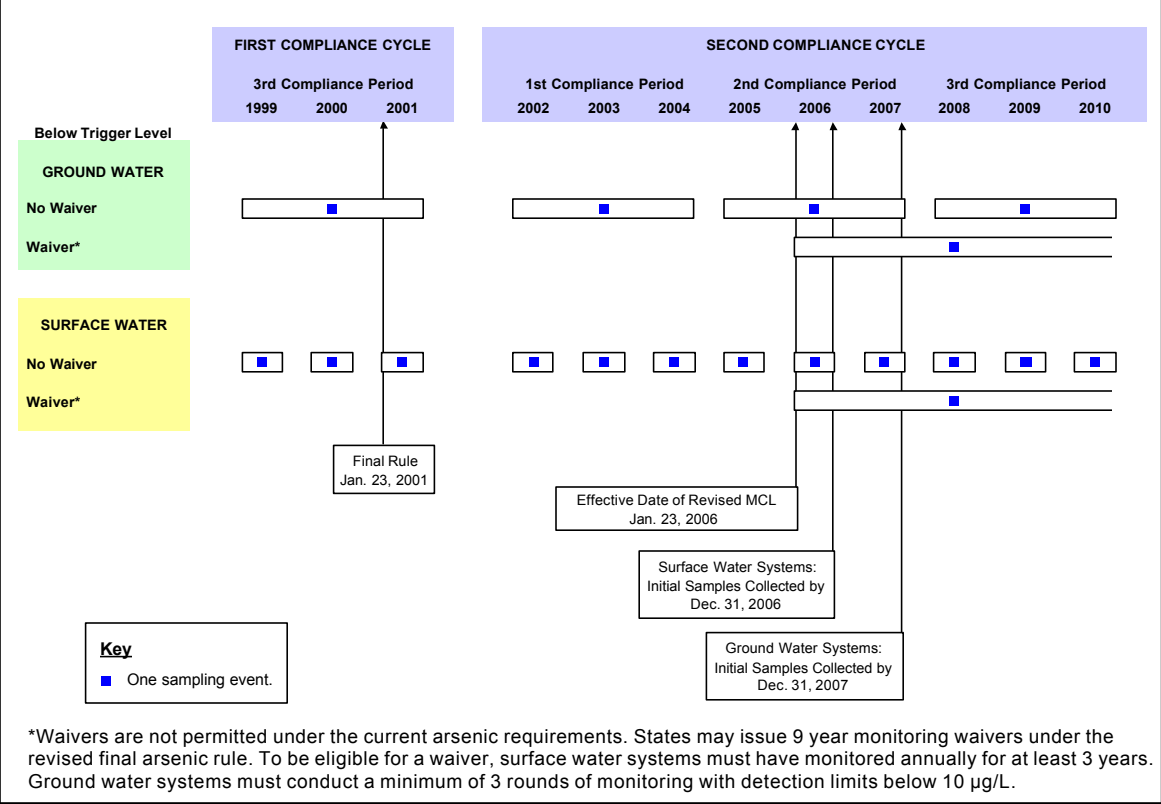 FIRST COMPLIANCE CYCLE
SECOND COMPLIANCE CYCLE
3rd Compliance Period
1st Compliance Period
2nd Compliance Period
3rd Compliance Period
1999 2000 2001 2002 2003 2004 2005 2006 2007 2008 2009 2010
Below Trigger Level
GROUND WATER
No Waiver
Waiver*
SURFACE WATER
No Waiver
Waiver*
Final Rule
Jan. 23, 2001
Effective Date of Revised MCL
Jan. 23, 2006
Surface Water Systems:
Initial Samples Collected by
Dec. 31, 2006
Ground Water Systems:
Initial Samples Collected by
Dec. 31, 2007
Key
One sampling event.
*Waivers are not permitted under the current arsenic requirements. States may issue 9 year monitoring waivers under the
revised final arsenic rule. To be eligible for a waiver, surface water systems must have monitored annually for at least 3 years.
Ground water systems must conduct a minimum of 3 rounds of monitoring with detection limits below 10 µg/L.